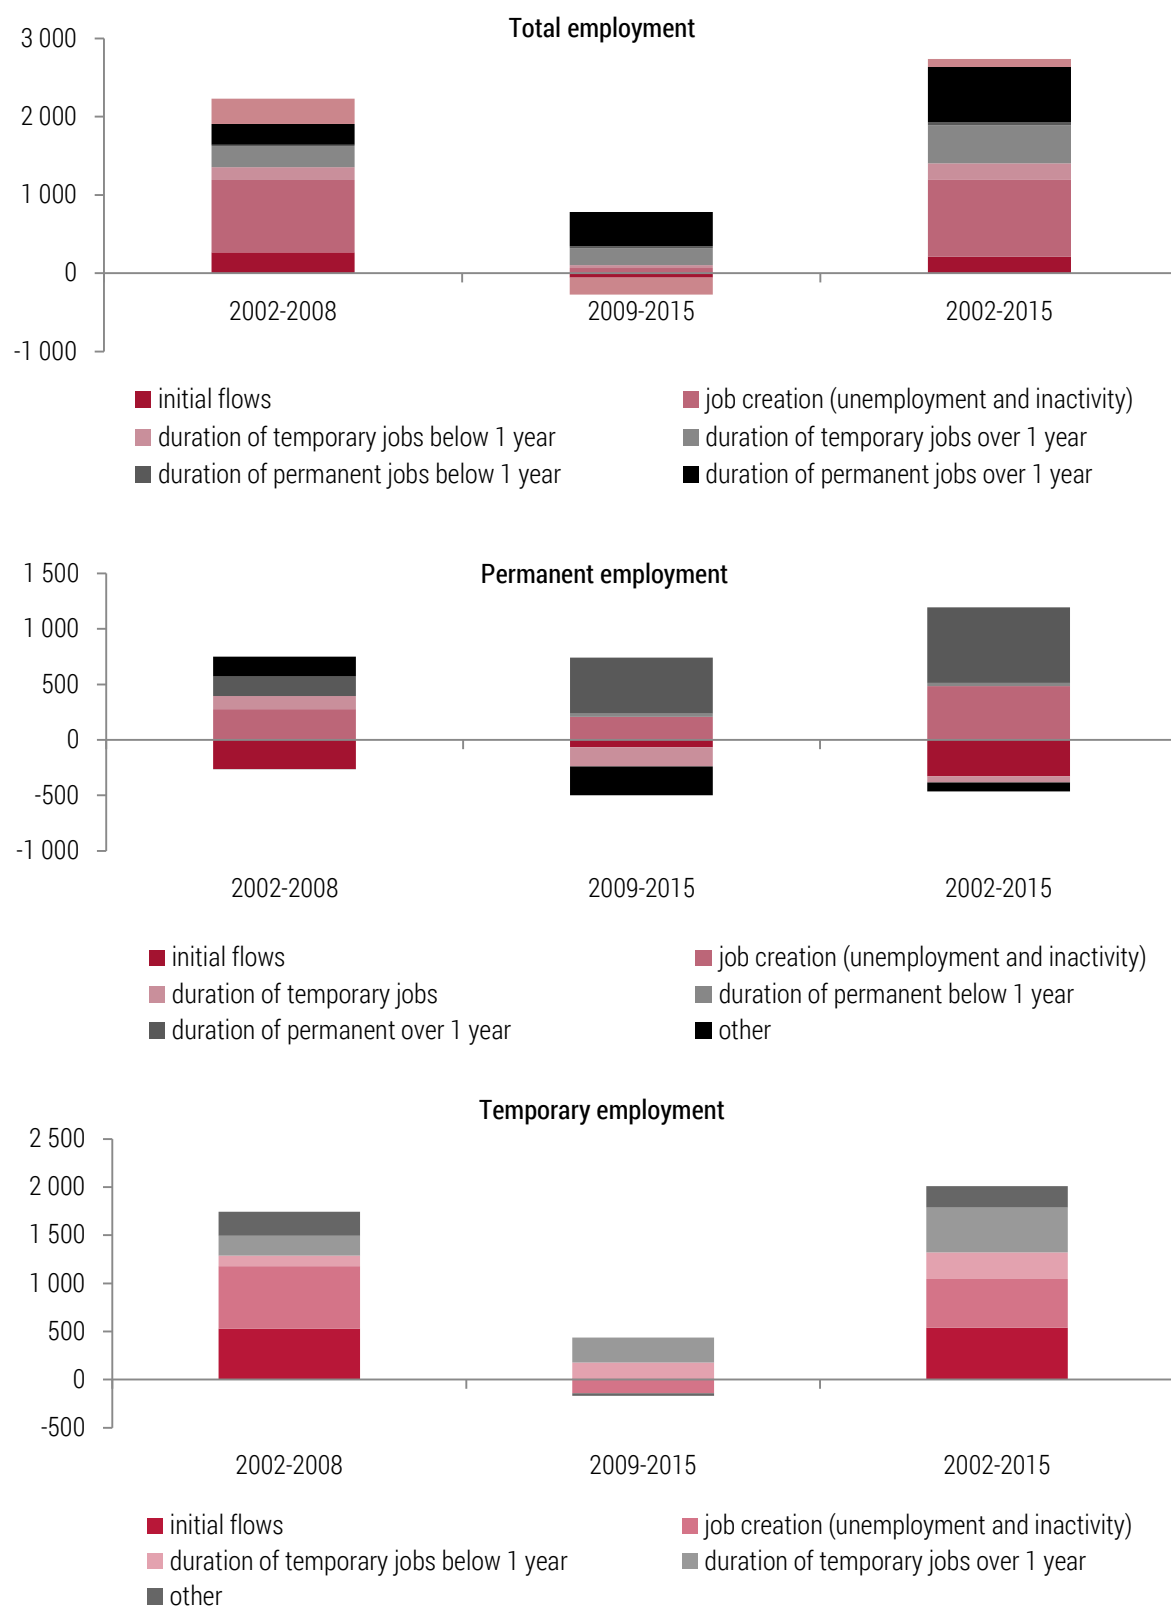 Total employment
3 000
2 000
1 000
0
-1 000
2002-2008 2009-2015 2002-2015
initial flows job creation (unemployment and inactivity)
duration of temporary jobs below 1 year duration of temporary jobs over 1 year
duration of permanent jobs below 1 year duration of permanent jobs over 1 year
Permanent employment
1 500
1 000
500
0
-500
-1 000
2002-2008 2009-2015 2002-2015
initial flows job creation (unemployment and inactivity)
duration of temporary jobs duration of permanent below 1 year
duration of permanent over 1 year other
Temporary employment
2 500
2 000
1 500
1 000
500
0
-500
2002-2008 2009-2015 2002-2015
initial flows job creation (unemployment and inactivity)
duration of temporary jobs below 1 year duration of temporary jobs over 1 year
other